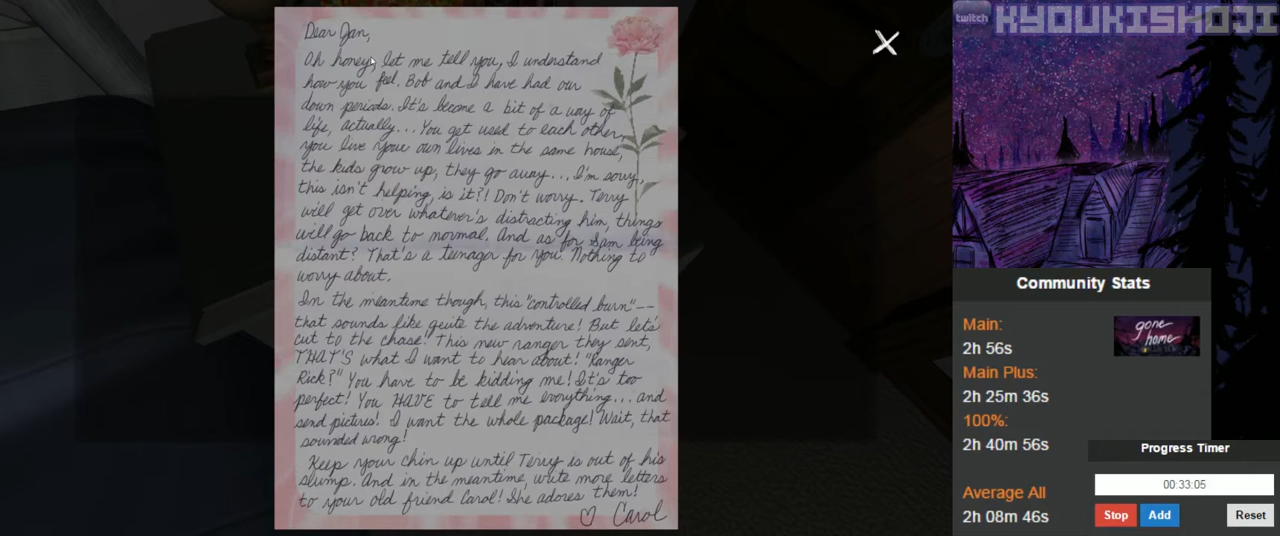 Dear Jan,
Oh honey, let me tell you, I understand
how you feel. Bob and I have had our
down periods. It's become a bit of a way of
life, actually... You get used to each other,
you live your own lives in the same house,
the kids grow up, they go away... I'm sorry,
this isn't helping, is it?! Don't worry. Terry
will get over whatever's distracting him, things
will go back to normal. And as for Sam being
distant? That's a teenager for you. Nothing to
worry about.
In the meantime though, this "controlled burn"--
that sounds like quite the adventure! But let's
cut to the chase! This new ranger they sent,
THAT'S what I want to hear about! "Ranger
Rick?" You have to be kidding me! It's too
perfect! You HAVE to tell me everything... and
send pictures! I want the whole package! Wait, that
sounded wrong!
Keep your chin up until Terry is out of his
slump. And in the meantime, write more letters
to your old friend Carol! She adores them!
♡ Carol
twitch KYOUKISHOJI
Community Stats
Main:
2h 56s
gone home
Main Plus:
2h 25m 36s
100%:
2h 40m 56s
Average All
2h 08m 46s
Progress Timer
00:33:05
Stop Add Reset